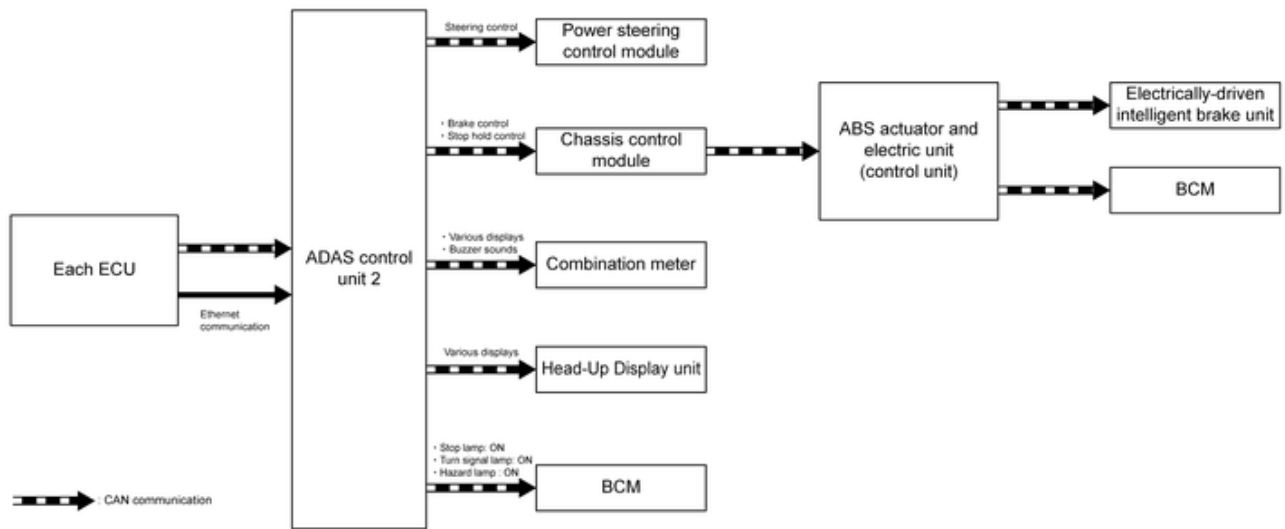 Steering control
Power steering
control module
Electrically-driven
intelligent brake unit
・Brake control
・Stop hold control
Chassis control
module
ABS actuator and
electric unit
(control unit)
BCM
Each ECU
Ethernet
communication
ADAS control
unit 2
・Various displays
・Buzzer sounds
Combination meter
Various displays
Head-Up Display unit
・Stop lamp: ON
・Turn signal lamp: ON
・Hazard lamp : ON
BCM
: CAN communication